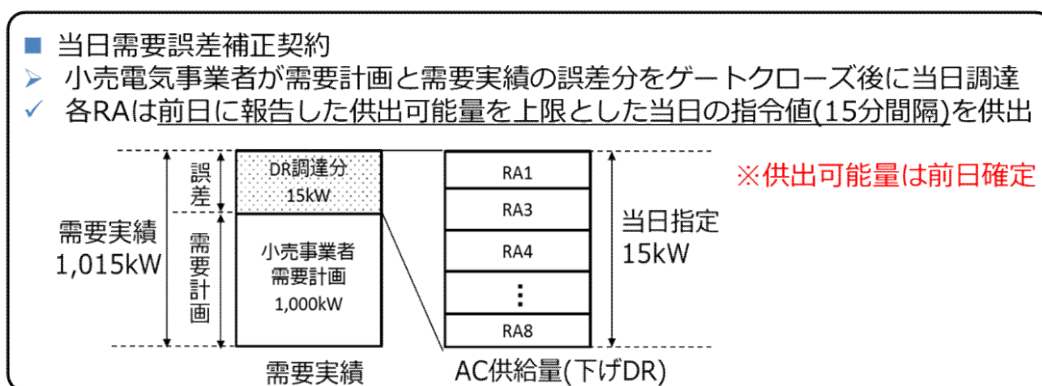 ■ 当日需要誤差補正契約
➢ 小売電気事業者が需要計画と需要実績の誤差分をゲートクローズ後に当日調達
✓ 各RAは前日に報告した供出可能量を上限とした当日の指令値(15分間隔)を供出
※供出可能量は前日確定
需要実績
1,015kW
誤差
需要計画
DR調達分
15kW
小売事業者
需要計画
1,000kW
需要実績
RA1
RA3
RA4
⋮
RA8
AC供給量(下げDR)
当日指定
15kW